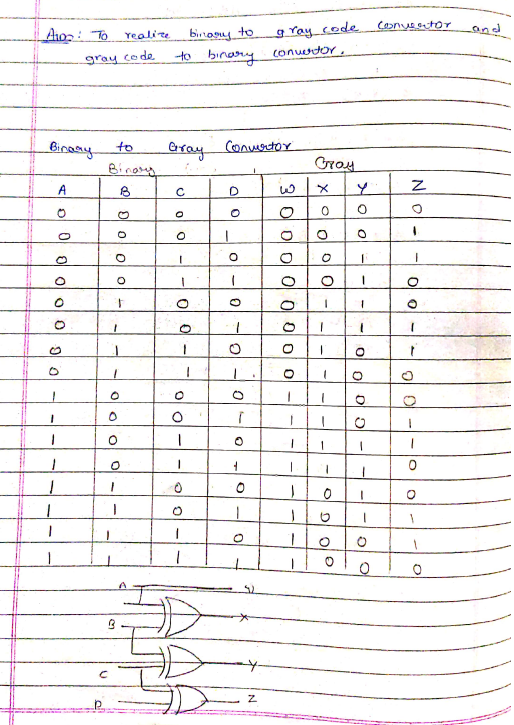 Aim: To realize binary to gray code convertor and
gray code to binary convertor.
Binary to Gray Convertor
Binary Gray
A B C D W X Y Z
0 0 0 0 0 0 0 0
0 0 0 1 0 0 0 1
0 0 1 0 0 0 1 1
0 0 1 1 0 0 1 0
0 1 0 0 0 1 1 0
0 1 0 1 0 1 1 1
0 1 1 0 0 1 0 1
0 1 1 1 0 1 0 0
1 0 0 0 1 1 0 0
1 0 0 1 1 1 0 1
1 0 1 0 1 1 1 1
1 0 1 1 1 1 1 0
1 1 0 0 1 0 1 0
1 1 0 1 1 0 1 1
1 1 1 0 1 0 0 1
1 1 1 1 1 0 0 0
A W
X
B
Y
C
D Z